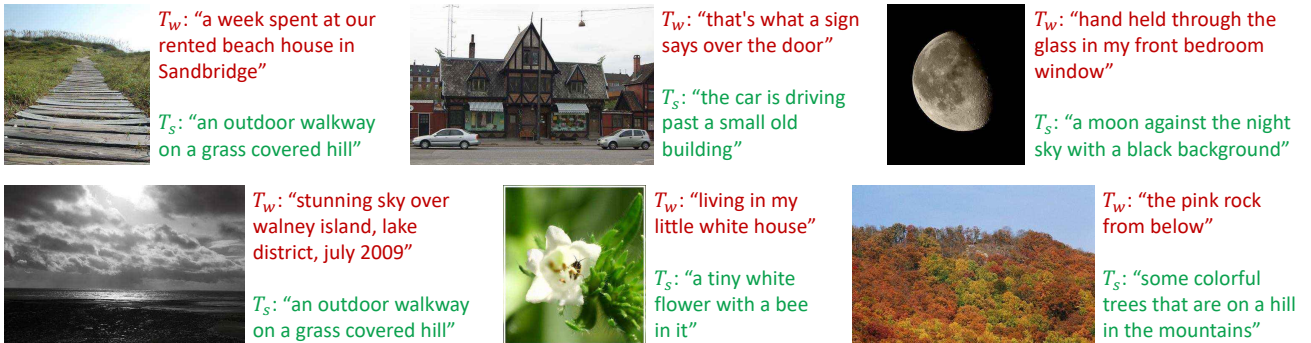 T_w: “a week spent at our
rented beach house in
Sandbridge”
T_s: “an outdoor walkway
on a grass covered hill”
T_w: “that's what a sign
says over the door”
T_s: “the car is driving
past a small old
building”
T_w: “hand held through the
glass in my front bedroom
window”
T_s: “a moon against the night
sky with a black background”
T_w: “stunning sky over
walney island, lake
district, july 2009”
T_s: “an outdoor walkway
on a grass covered hill”
T_w: “living in my
little white house”
T_s: “a tiny white
flower with a bee
in it”
T_w: “the pink rock
from below”
T_s: “some colorful
trees that are on a hill
in the mountains”